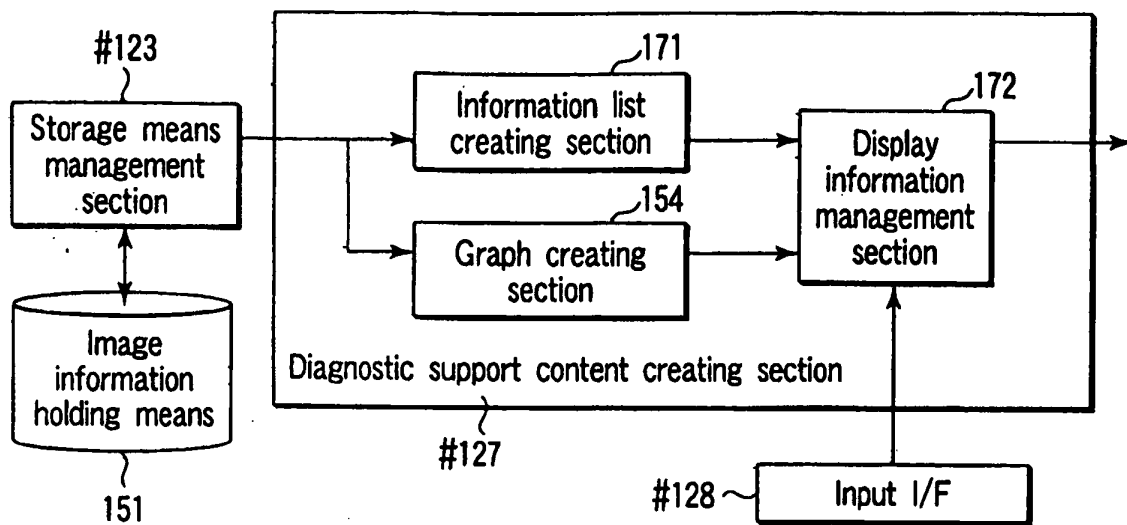 #123
Storage means
management
section
171
Information list
creating section
172
Display
information
management
section
154
Graph creating
section
Image
information
holding means
151
Diagnostic support content creating section
#127
#128
Input I/F